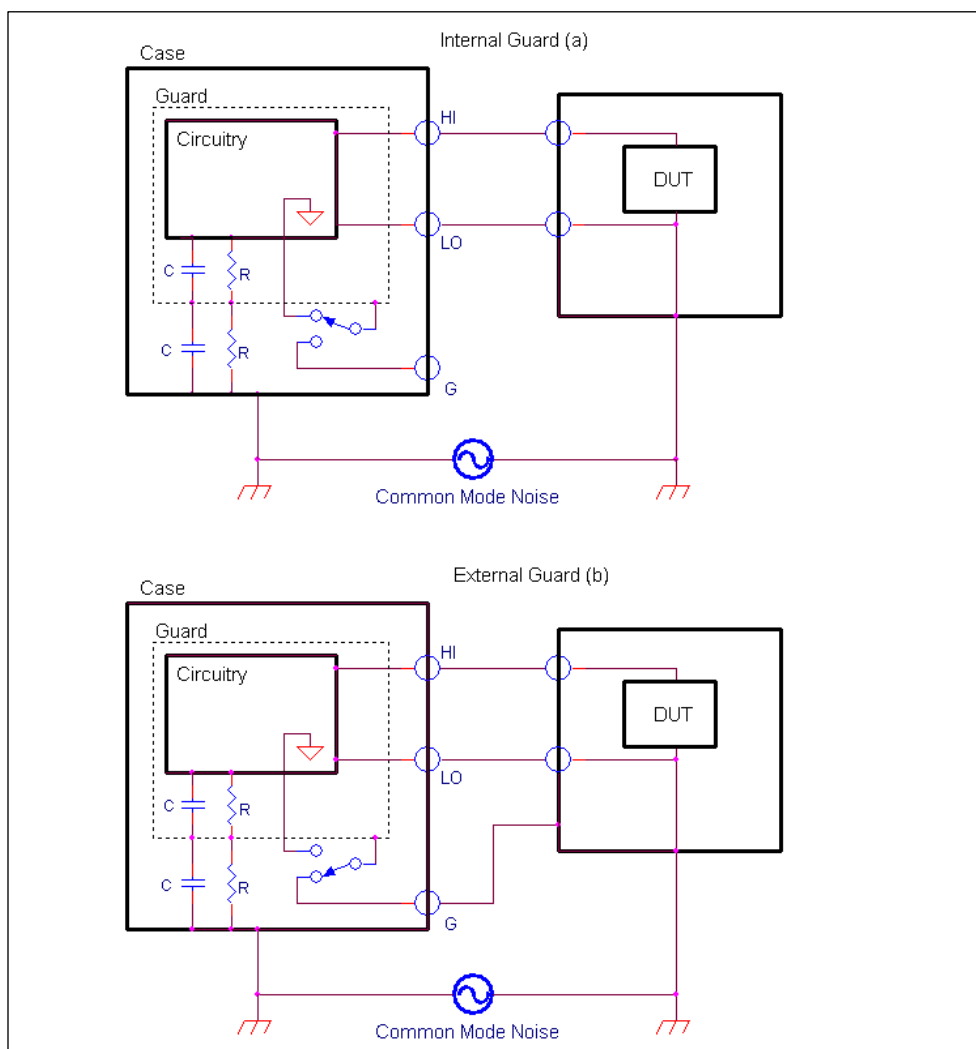 Internal Guard (a)
Case
Guard
Circuitry
HI
DUT
LO
C
R
C
R
G
Common Mode Noise
External Guard (b)
Case
Guard
Circuitry
HI
DUT
LO
C
R
C
R
G
Common Mode Noise